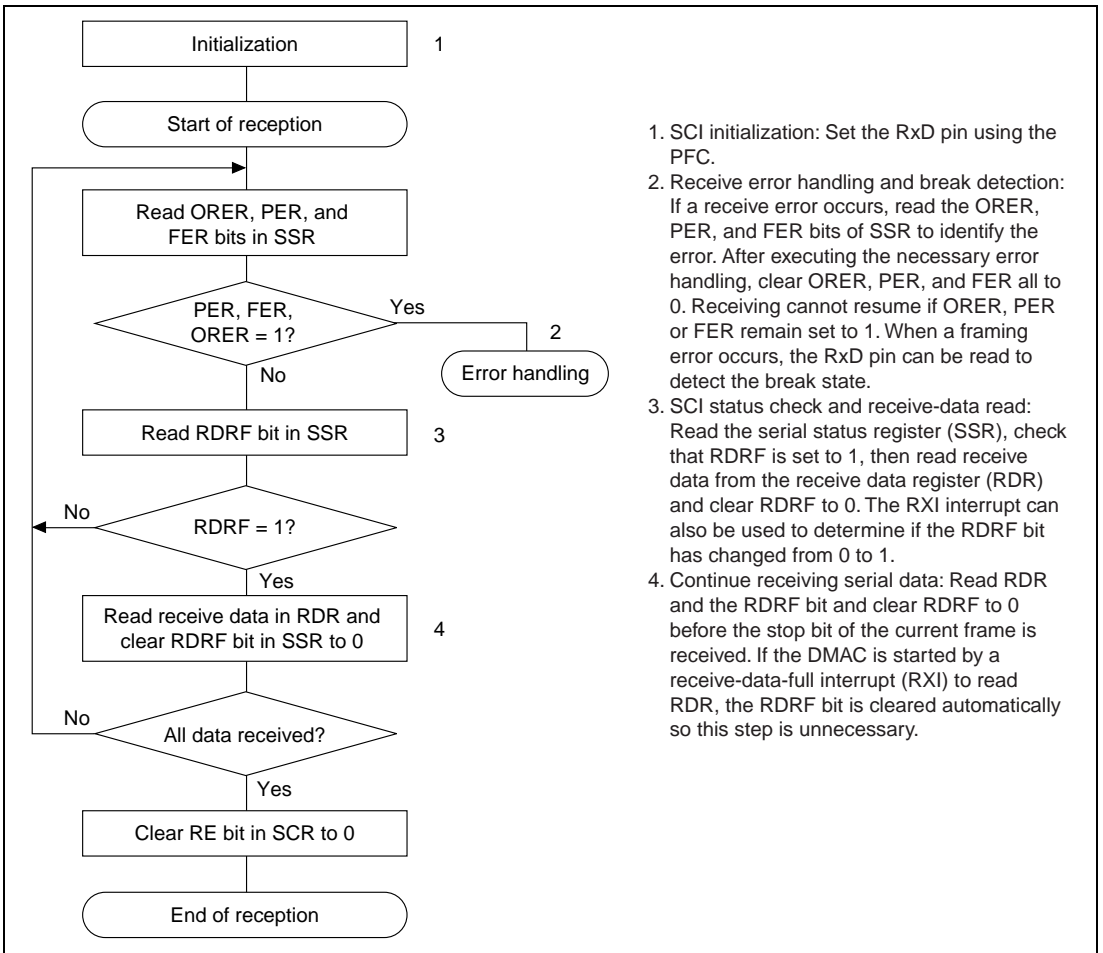 Initialization
1
Start of reception
Read ORER, PER, and
FER bits in SSR
PER, FER,
ORER = 1?
Yes
2
Error handling
No
Read RDRF bit in SSR
3
No
RDRF = 1?
Yes
Read receive data in RDR and
clear RDRF bit in SSR to 0
4
No
All data received?
Yes
Clear RE bit in SCR to 0
End of reception
1. SCI initialization: Set the RxD pin using the
PFC.
2. Receive error handling and break detection:
If a receive error occurs, read the ORER,
PER, and FER bits of SSR to identify the
error. After executing the necessary error
handling, clear ORER, PER, and FER all to
0. Receiving cannot resume if ORER, PER
or FER remain set to 1. When a framing
error occurs, the RxD pin can be read to
detect the break state.
3. SCI status check and receive-data read:
Read the serial status register (SSR), check
that RDRF is set to 1, then read receive
data from the receive data register (RDR)
and clear RDRF to 0. The RXI interrupt can
also be used to determine if the RDRF bit
has changed from 0 to 1.
4. Continue receiving serial data: Read RDR
and the RDRF bit and clear RDRF to 0
before the stop bit of the current frame is
received. If the DMAC is started by a
receive-data-full interrupt (RXI) to read
RDR, the RDRF bit is cleared automatically
so this step is unnecessary.